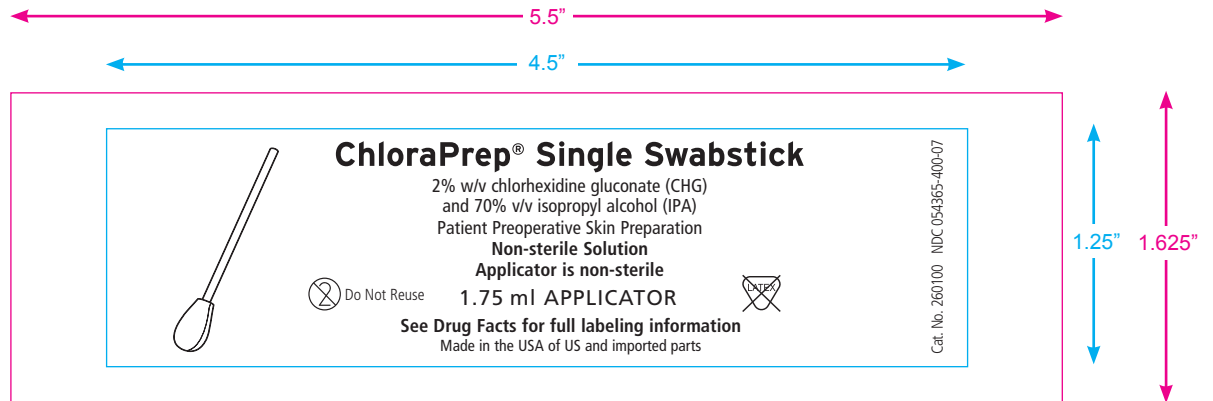 5.5”
4.5”
ChloraPrep® Single Swabstick
2% w/v chlorhexidine gluconate (CHG)
and 70% v/v isopropyl alcohol (IPA)
Patient Preoperative Skin Preparation
Non-sterile Solution
Applicator is non-sterile
2 Do Not Reuse
1.75 ml APPLICATOR
LATEX
See Drug Facts for full labeling information
Made in the USA of US and imported parts
Cat. No. 260100 NDC 054365-400-07
1.25”
1.625”